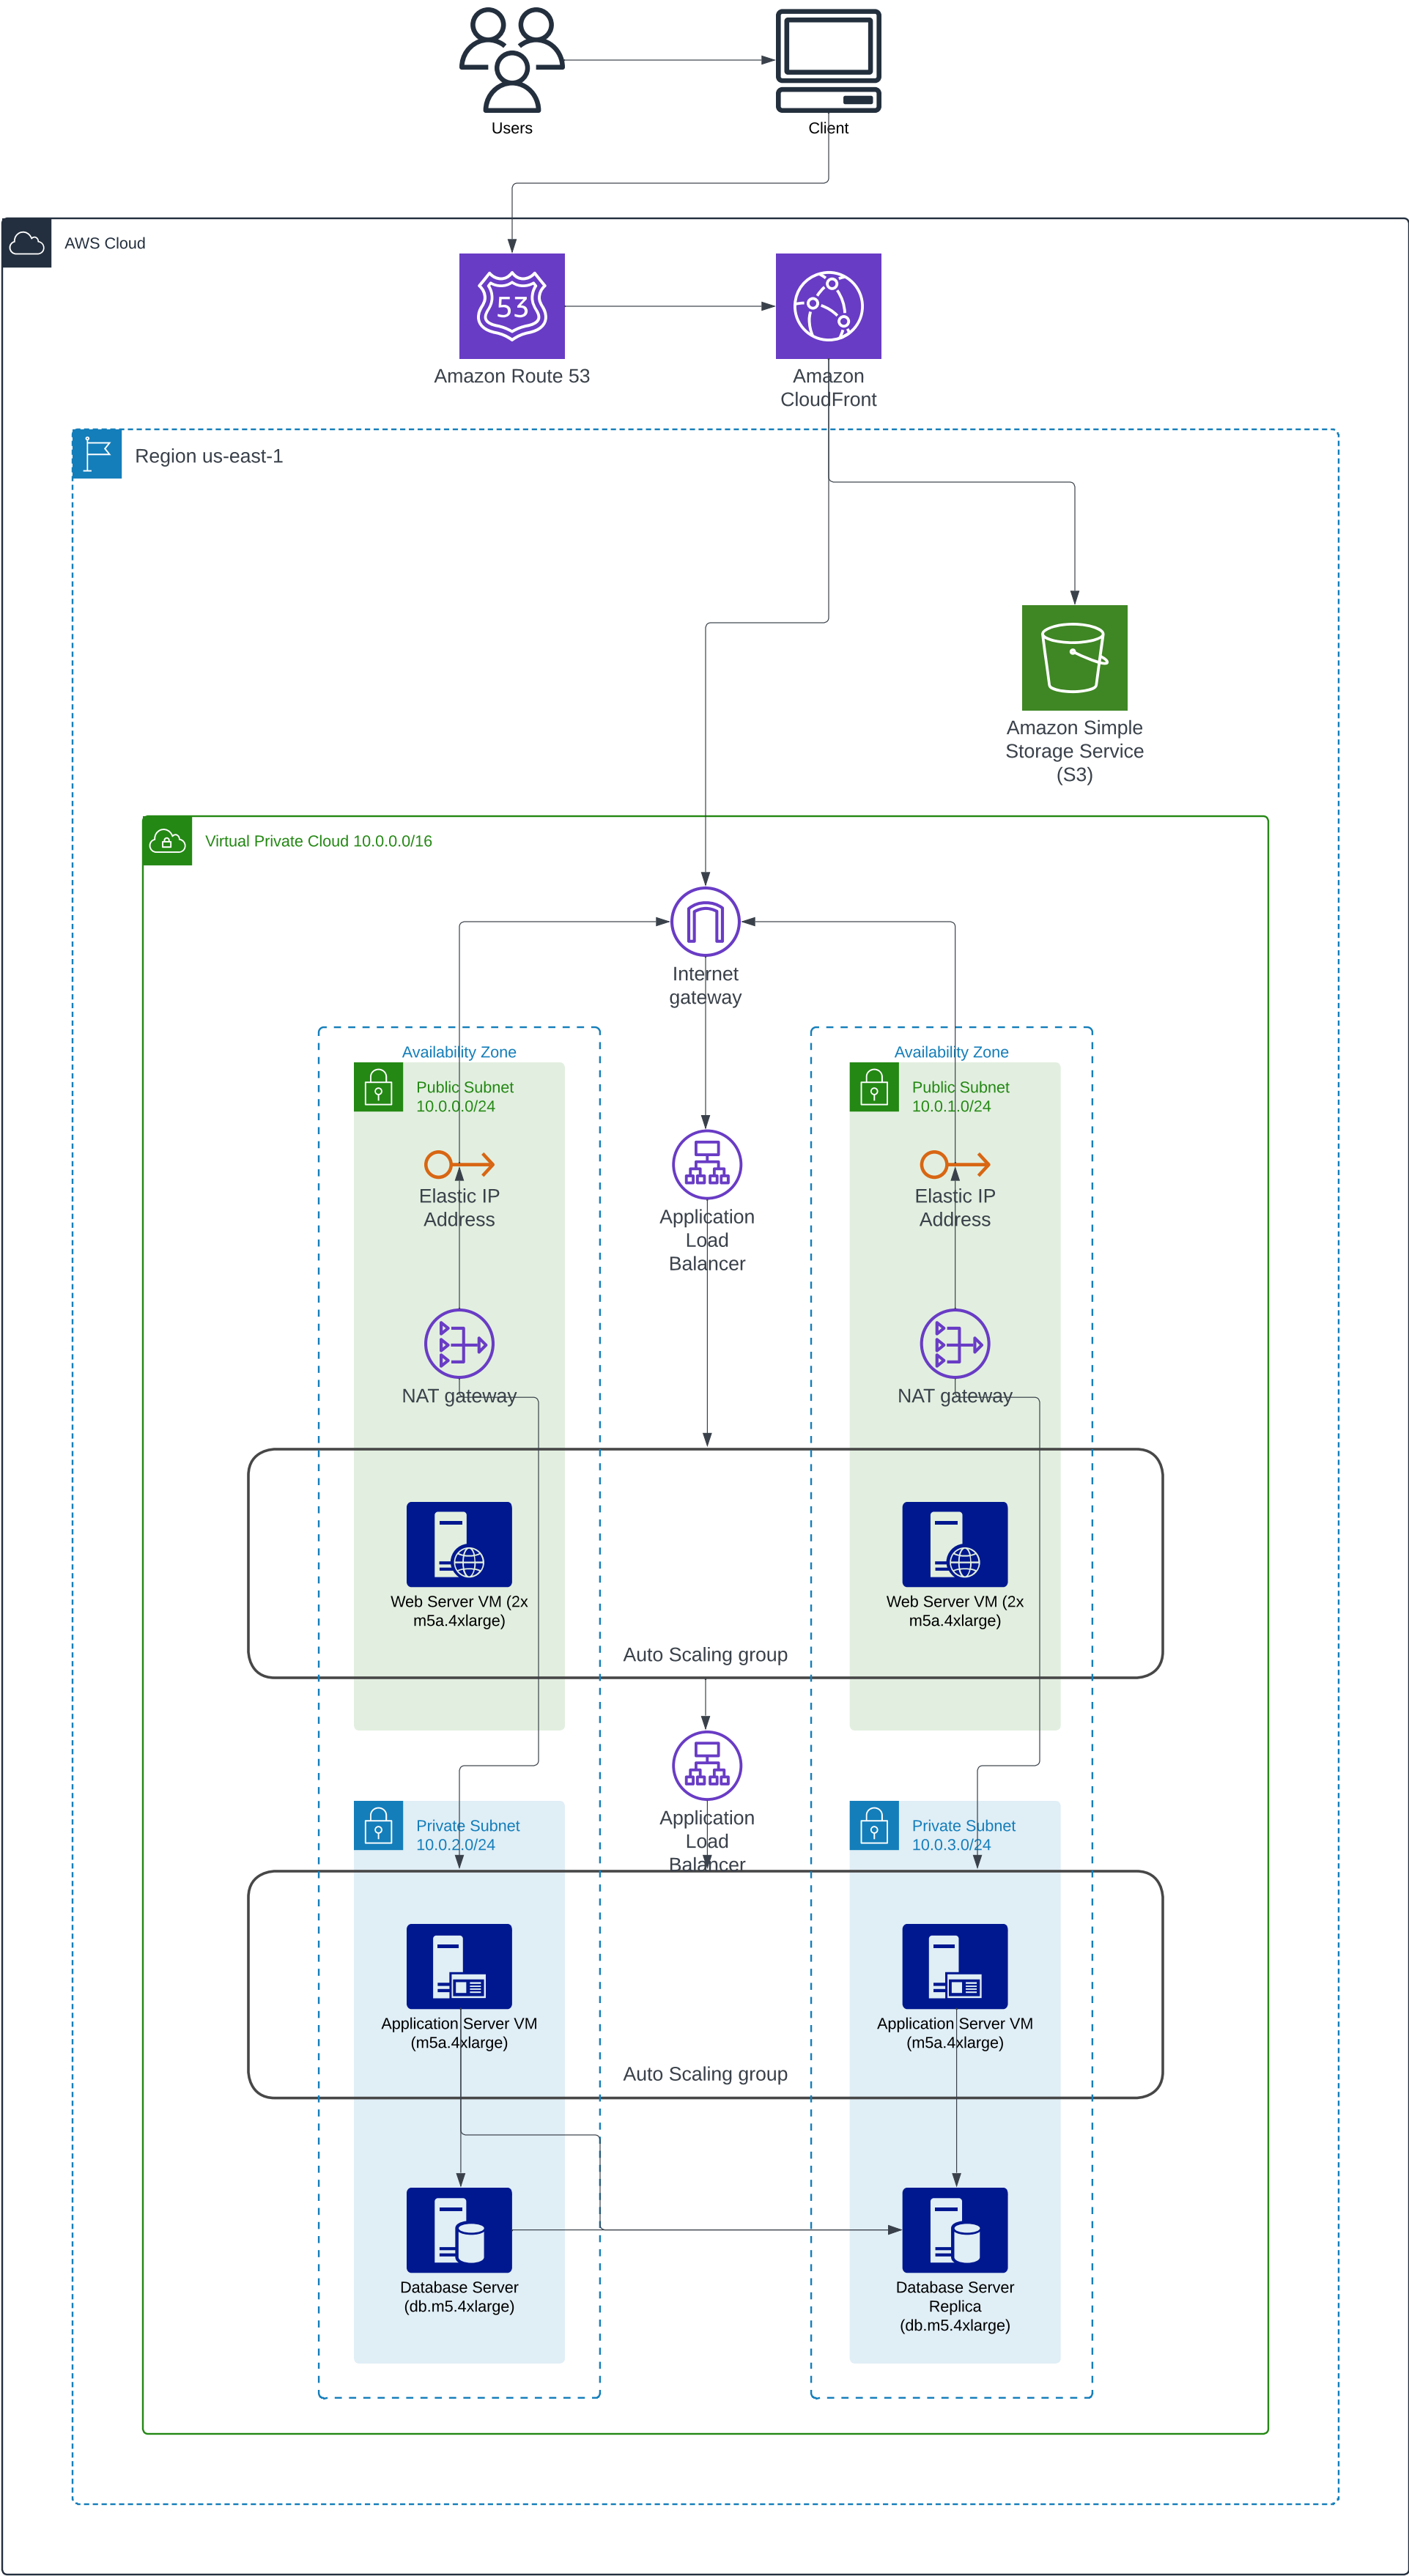 Users
Client
AWS Cloud
53
Amazon Route 53
Amazon
CloudFront
Region us-east-1
Amazon Simple
Storage Service
(S3)
Virtual Private Cloud 10.0.0.0/16
Internet
gateway
Availability Zone
Availability Zone
Public Subnet
10.0.0.0/24
Public Subnet
10.0.1.0/24
Elastic IP
Address
Application
Load
Balancer
Elastic IP
Address
NAT gateway
NAT gateway
Web Server VM (2x
m5a.4xlarge)
Web Server VM (2x
m5a.4xlarge)
Auto Scaling group
Private Subnet
10.0.2.0/24
Application
Load
Balancer
Private Subnet
10.0.3.0/24
Application Server VM
(m5a.4xlarge)
Application Server VM
(m5a.4xlarge)
Auto Scaling group
Database Server
(db.m5.4xlarge)
Database Server
Replica
(db.m5.4xlarge)